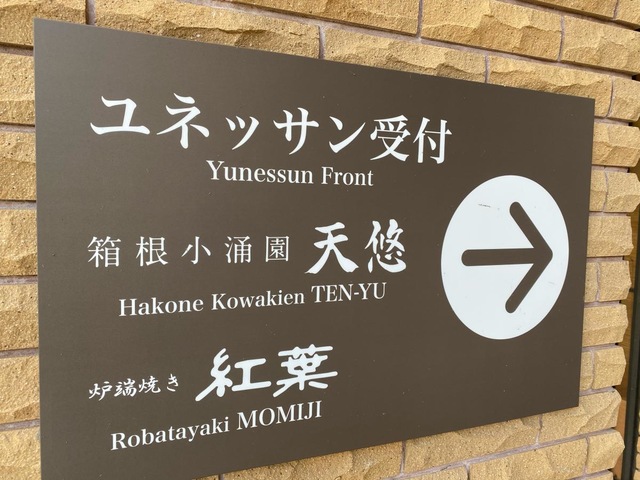 ユネッサン受付
Yunessun Front
箱根小涌園 天悠
Hakone Kowakien TEN-YU
炉端焼き 紅葉
Robatayaki MOMIJI